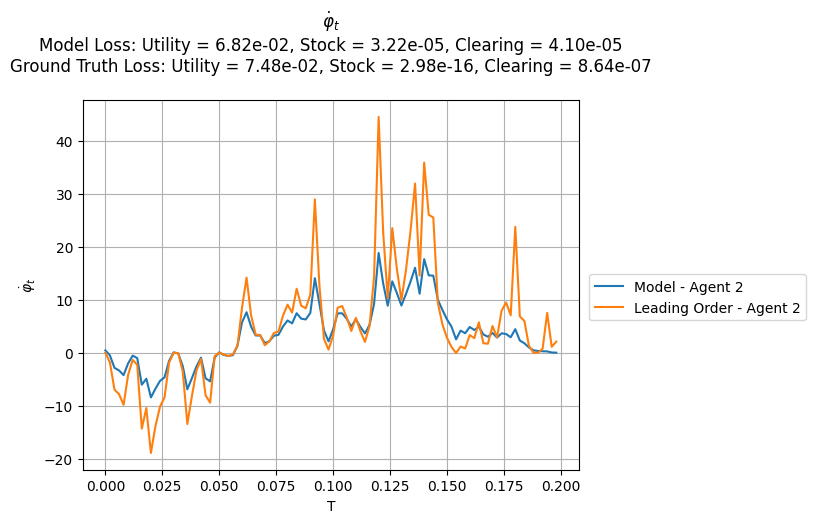 φ̇ₜ
Model Loss: Utility = 6.82e-02, Stock = 3.22e-05, Clearing = 4.10e-05
Ground Truth Loss: Utility = 7.48e-02, Stock = 2.98e-16, Clearing = 8.64e-07
40
30
20
10
0
−10
−20
φ̇ₜ
0.000 0.025 0.050 0.075 0.100 0.125 0.150 0.175 0.200
T
Model - Agent 2
Leading Order - Agent 2